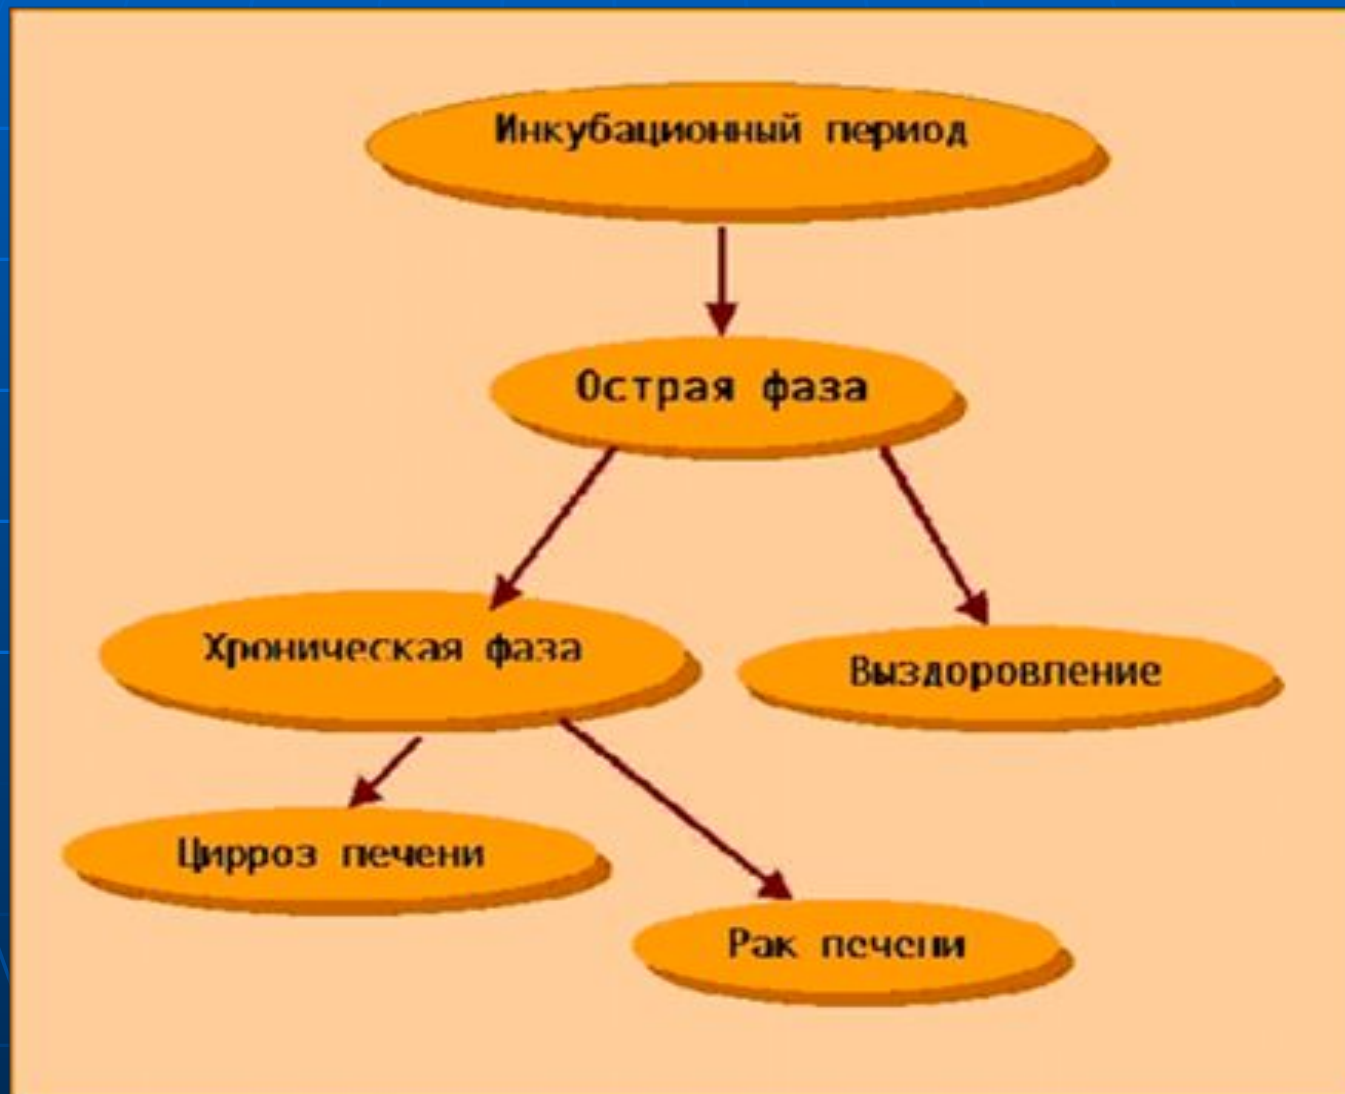 Инкубационный период
Острая фаза
Хроническая фаза
Выздоровление
Цирроз печени
Рак печени